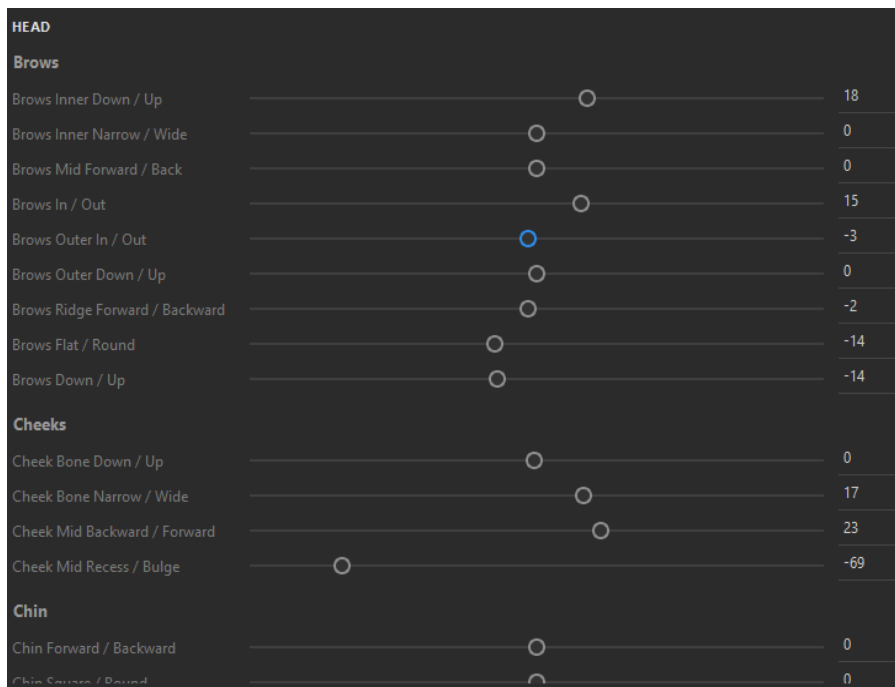 HEAD
Brows
Brows Inner Down / Up 18
Brows Inner Narrow / Wide 0
Brows Mid Forward / Back 0
Brows In / Out 15
Brows Outer In / Out -3
Brows Outer Down / Up 0
Brows Ridge Forward / Backward -2
Brows Flat / Round -14
Brows Down / Up -14
Cheeks
Cheek Bone Down / Up 0
Cheek Bone Narrow / Wide 17
Cheek Mid Backward / Forward 23
Cheek Mid Recess / Bulge -69
Chin
Chin Forward / Backward 0
Chin Square / Round 0